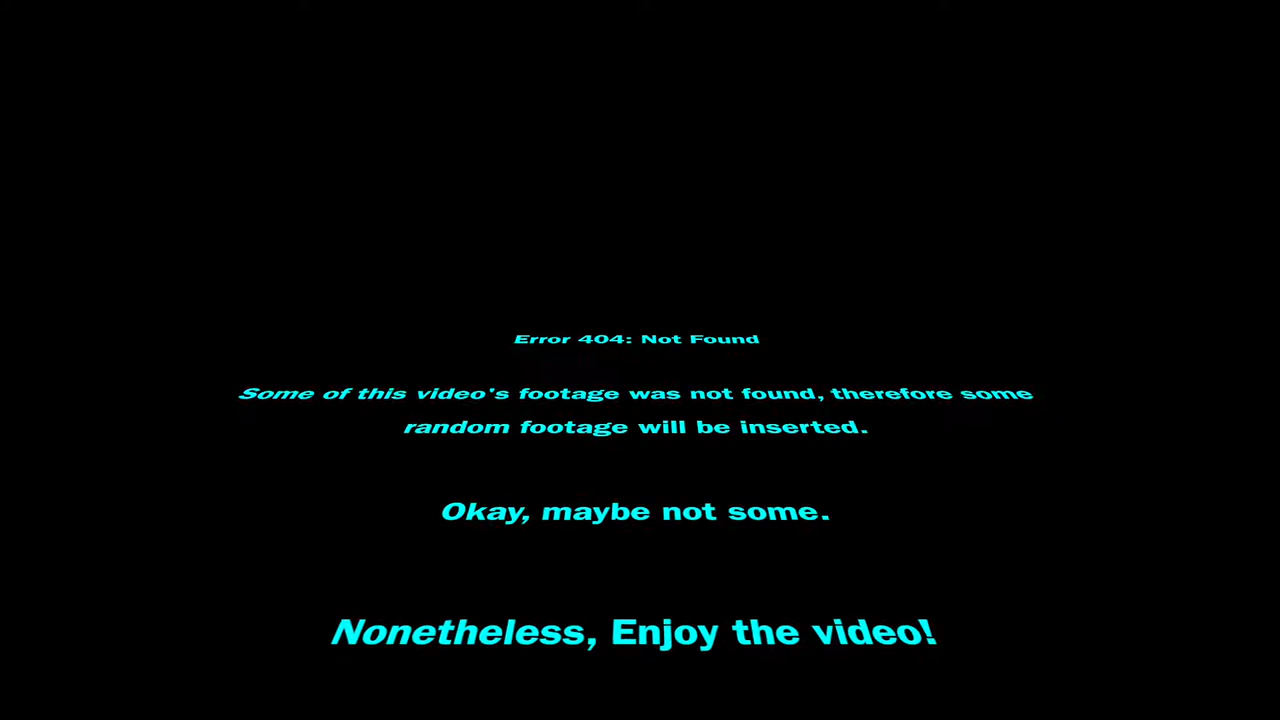 Error 404: Not Found
Some of this video's footage was not found, therefore some
random footage will be inserted.
Okay, maybe not some.
Nonetheless, Enjoy the video!